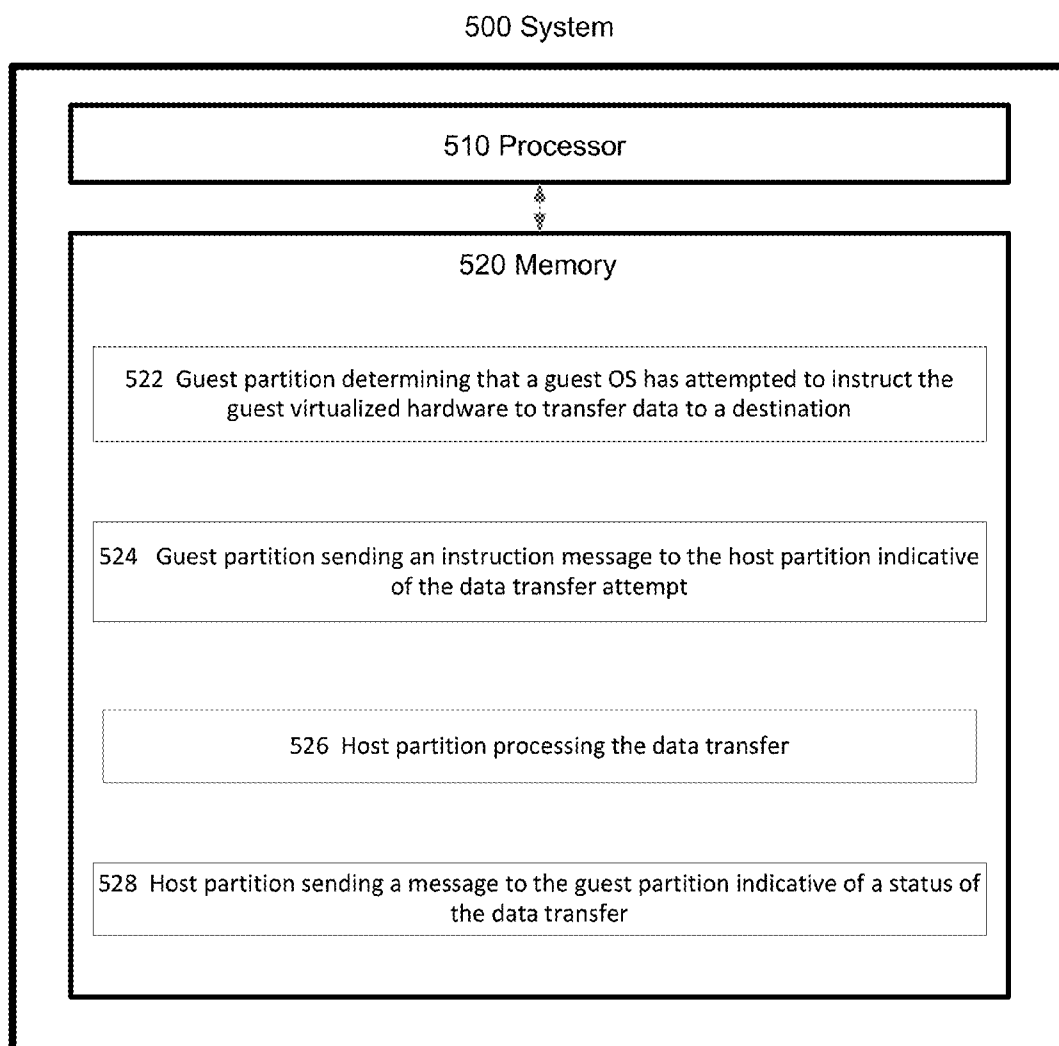 500 System
510 Processor
520 Memory
522 Guest partition determining that a guest OS has attempted to instruct the
guest virtualized hardware to transfer data to a destination
524 Guest partition sending an instruction message to the host partition indicative
of the data transfer attempt
526 Host partition processing the data transfer
528 Host partition sending a message to the guest partition indicative of a status of
the data transfer